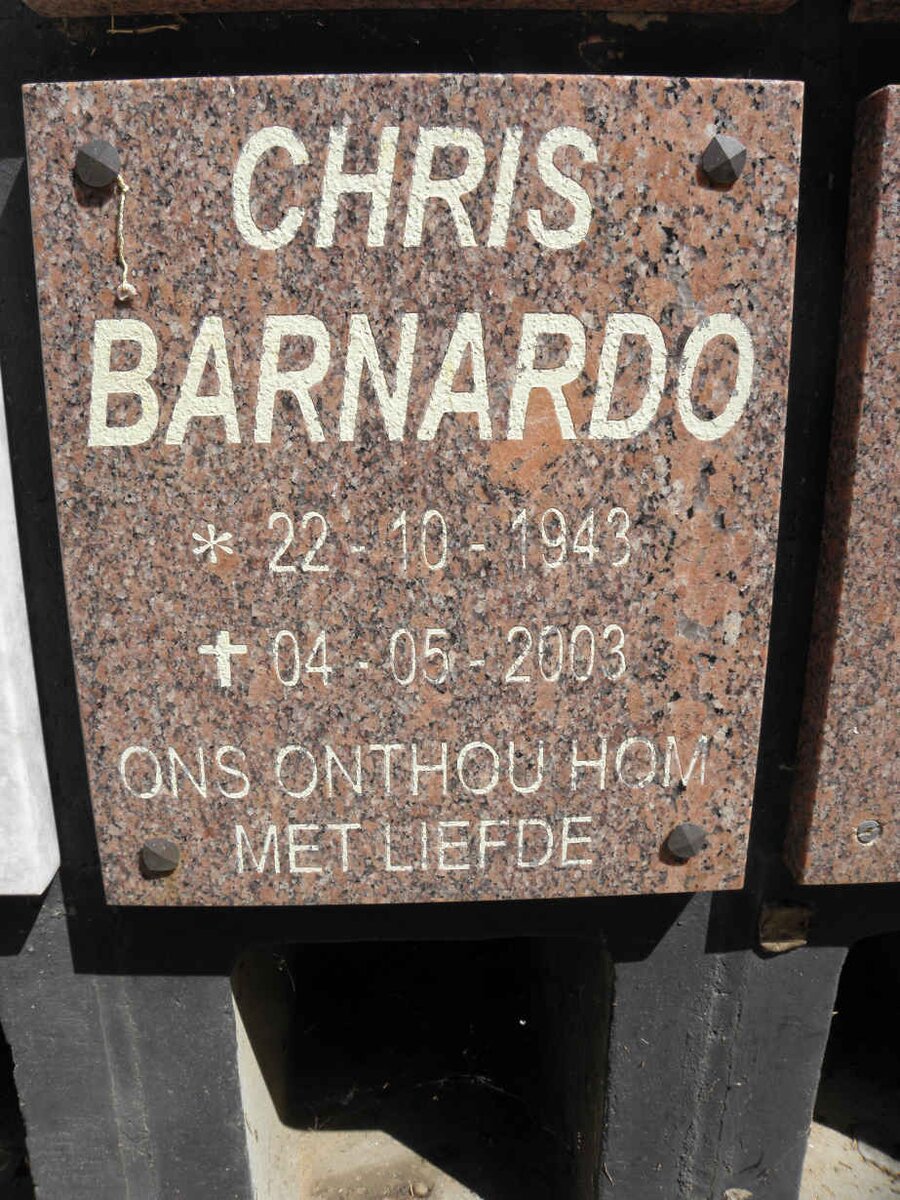 CHRIS
BARNARDO
* 22 - 10 - 1943
✝ 04 - 05 - 2003
ONS ONTHOU HOM
MET LIEFDE